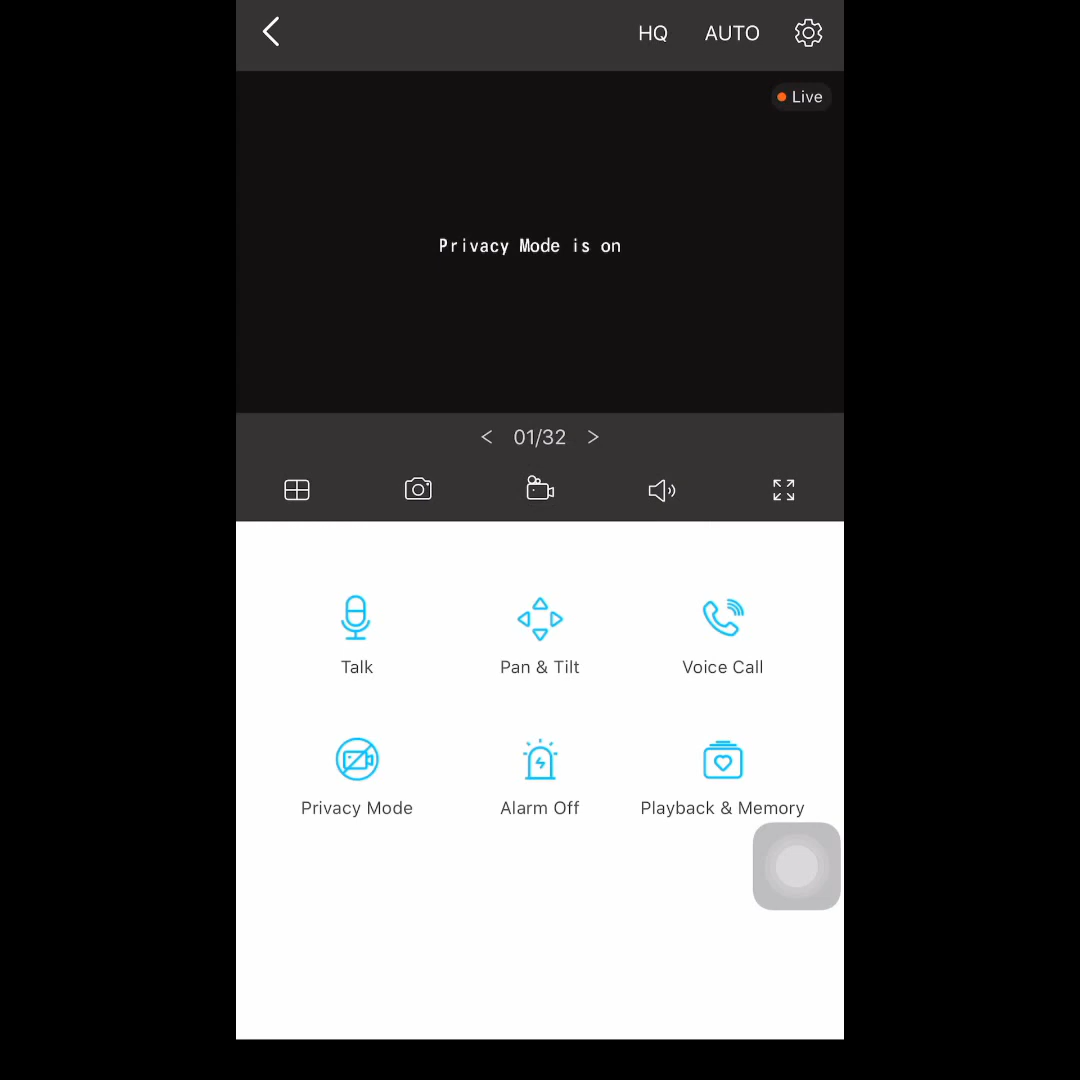 HQ AUTO
Live
Privacy Mode is on
< 01/32 >
Talk Pan & Tilt Voice Call
Privacy Mode Alarm Off Playback & Memory